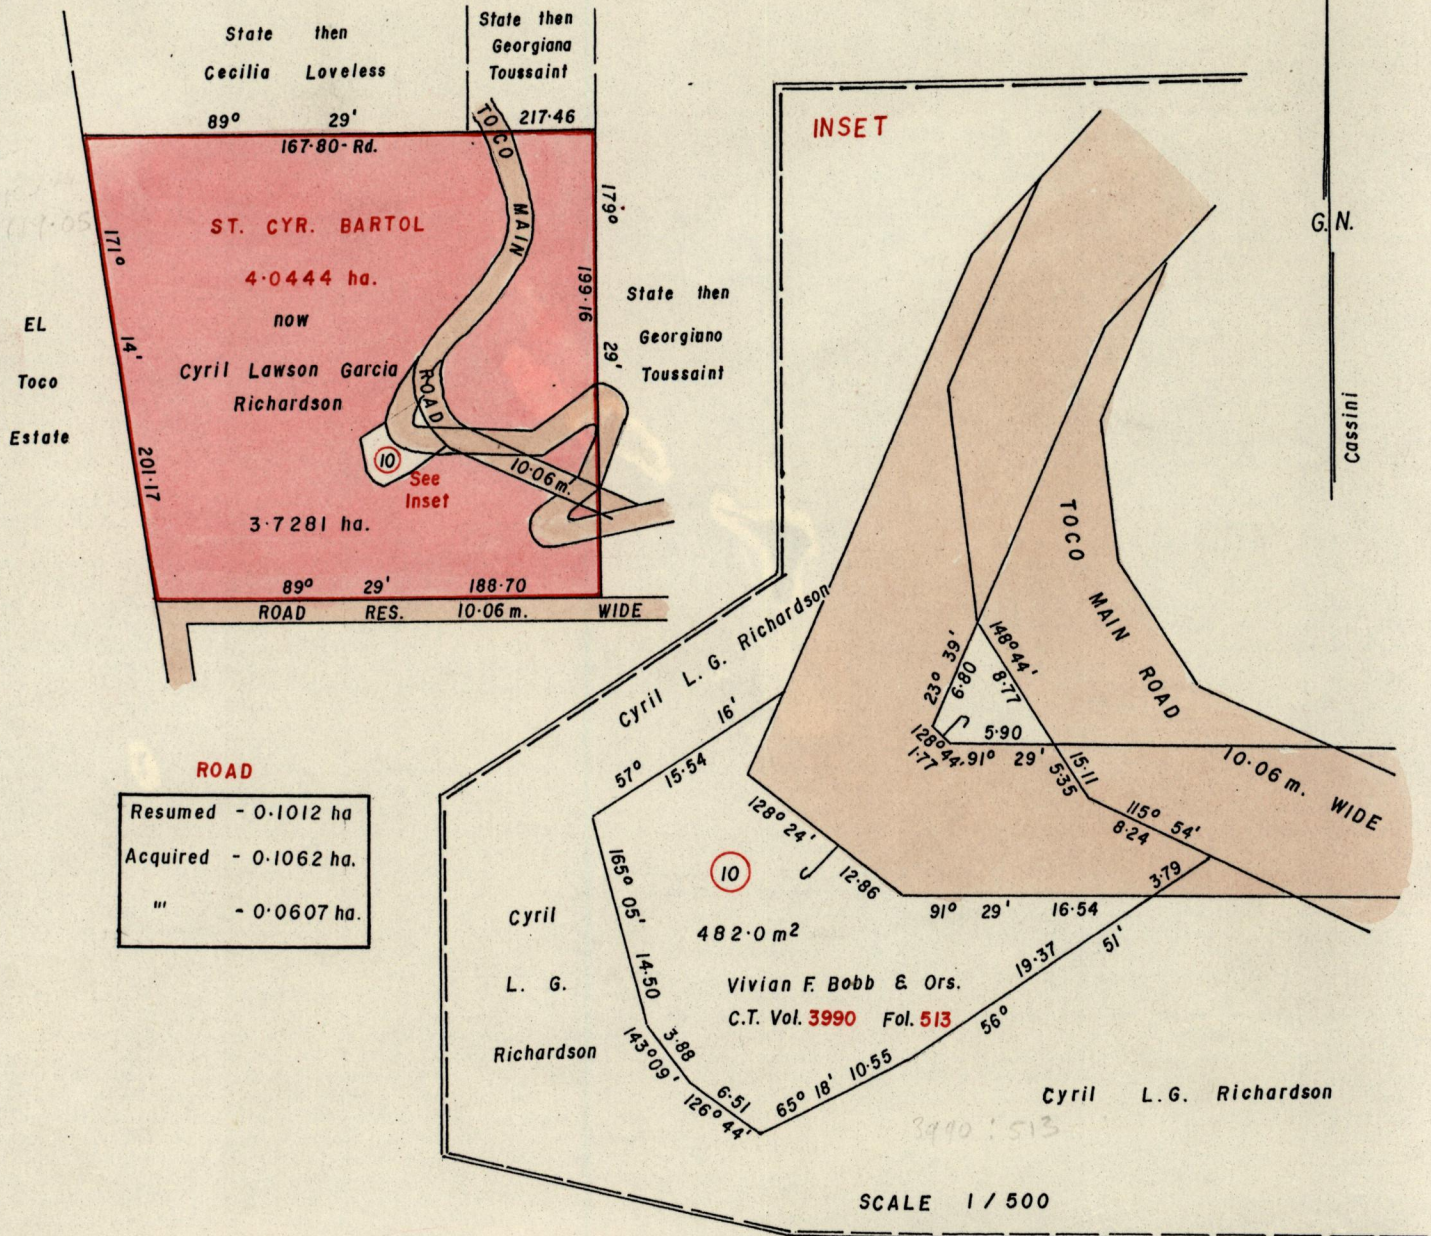 State then
Cecilia Loveless
State then
Georgiana
Toussaint
89° 29' 217·46
167·80-Rd.
TOCO MAIN ROAD
ST. CYR. BARTOL
4·0444 ha.
now
Cyril Lawson Garcia
Richardson
171° 14' 201·17
EL
Toco
Estate
179° 29'
199·16
State then
Georgiano
Toussaint
10
See
Inset
10·06 m.
3·7281 ha.
89° 29' 188·70
ROAD RES. 10·06 m. WIDE
ROAD
Resumed - 0·1012 ha
Acquired - 0·1062 ha.
"' - 0·0607 ha.
INSET
G. N.
Cassini
TOCO MAIN ROAD
10·06 m. WIDE
Cyril L. G. Richardson
57° 16'
15·54
23° 39'
6·80
148° 44'
8·77
5·90
128° 44'
1·77
91° 29'
15·11
5·35
115° 54'
8·24
3·79
128° 24'
12·86
91° 29' 16·54
165° 05' 14·50
10
482·0 m²
Vivian F. Bobb & Ors.
C.T. Vol. 3990 Fol. 513
Cyril
L. G.
Richardson
3·88
143° 09'
6·51
126° 44'
65° 18' 10·55
19·37
56° 51'
Cyril L.G. Richardson
3990 : 513
SCALE 1 / 500